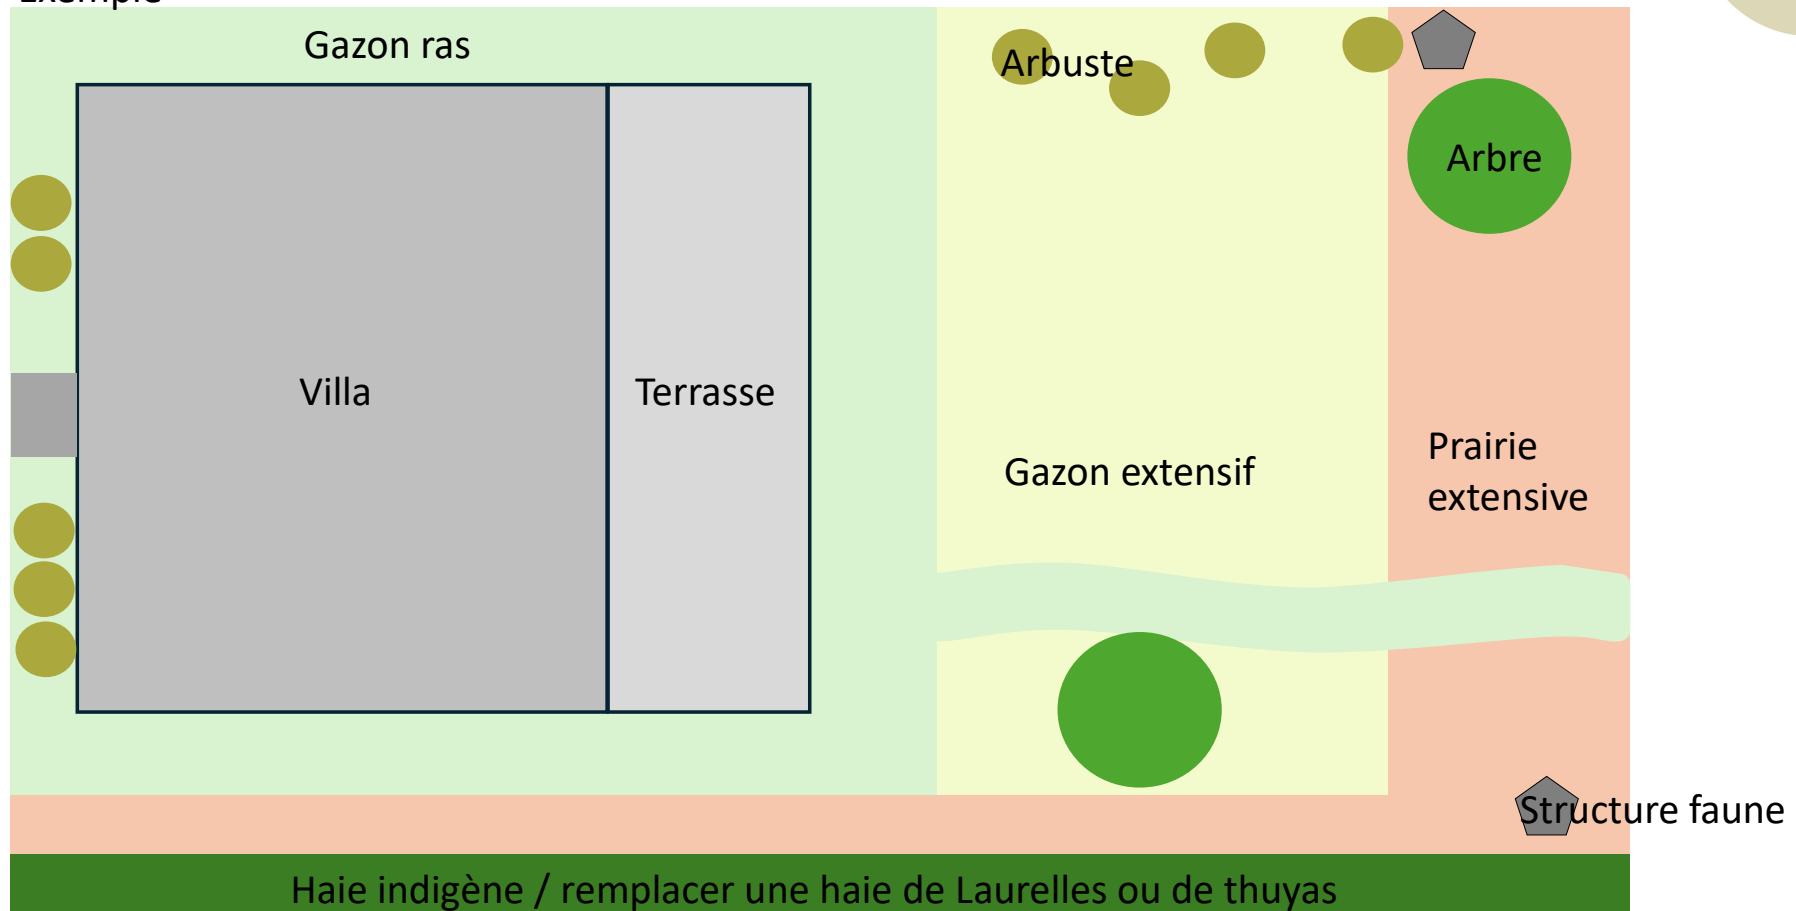 Exemple
Gazon ras
Arbuste
Arbre
Villa
Terrasse
Gazon extensif
Prairie
extensive
Structure faune
Haie indigène / remplacer une haie de Laurelles ou de thuyas